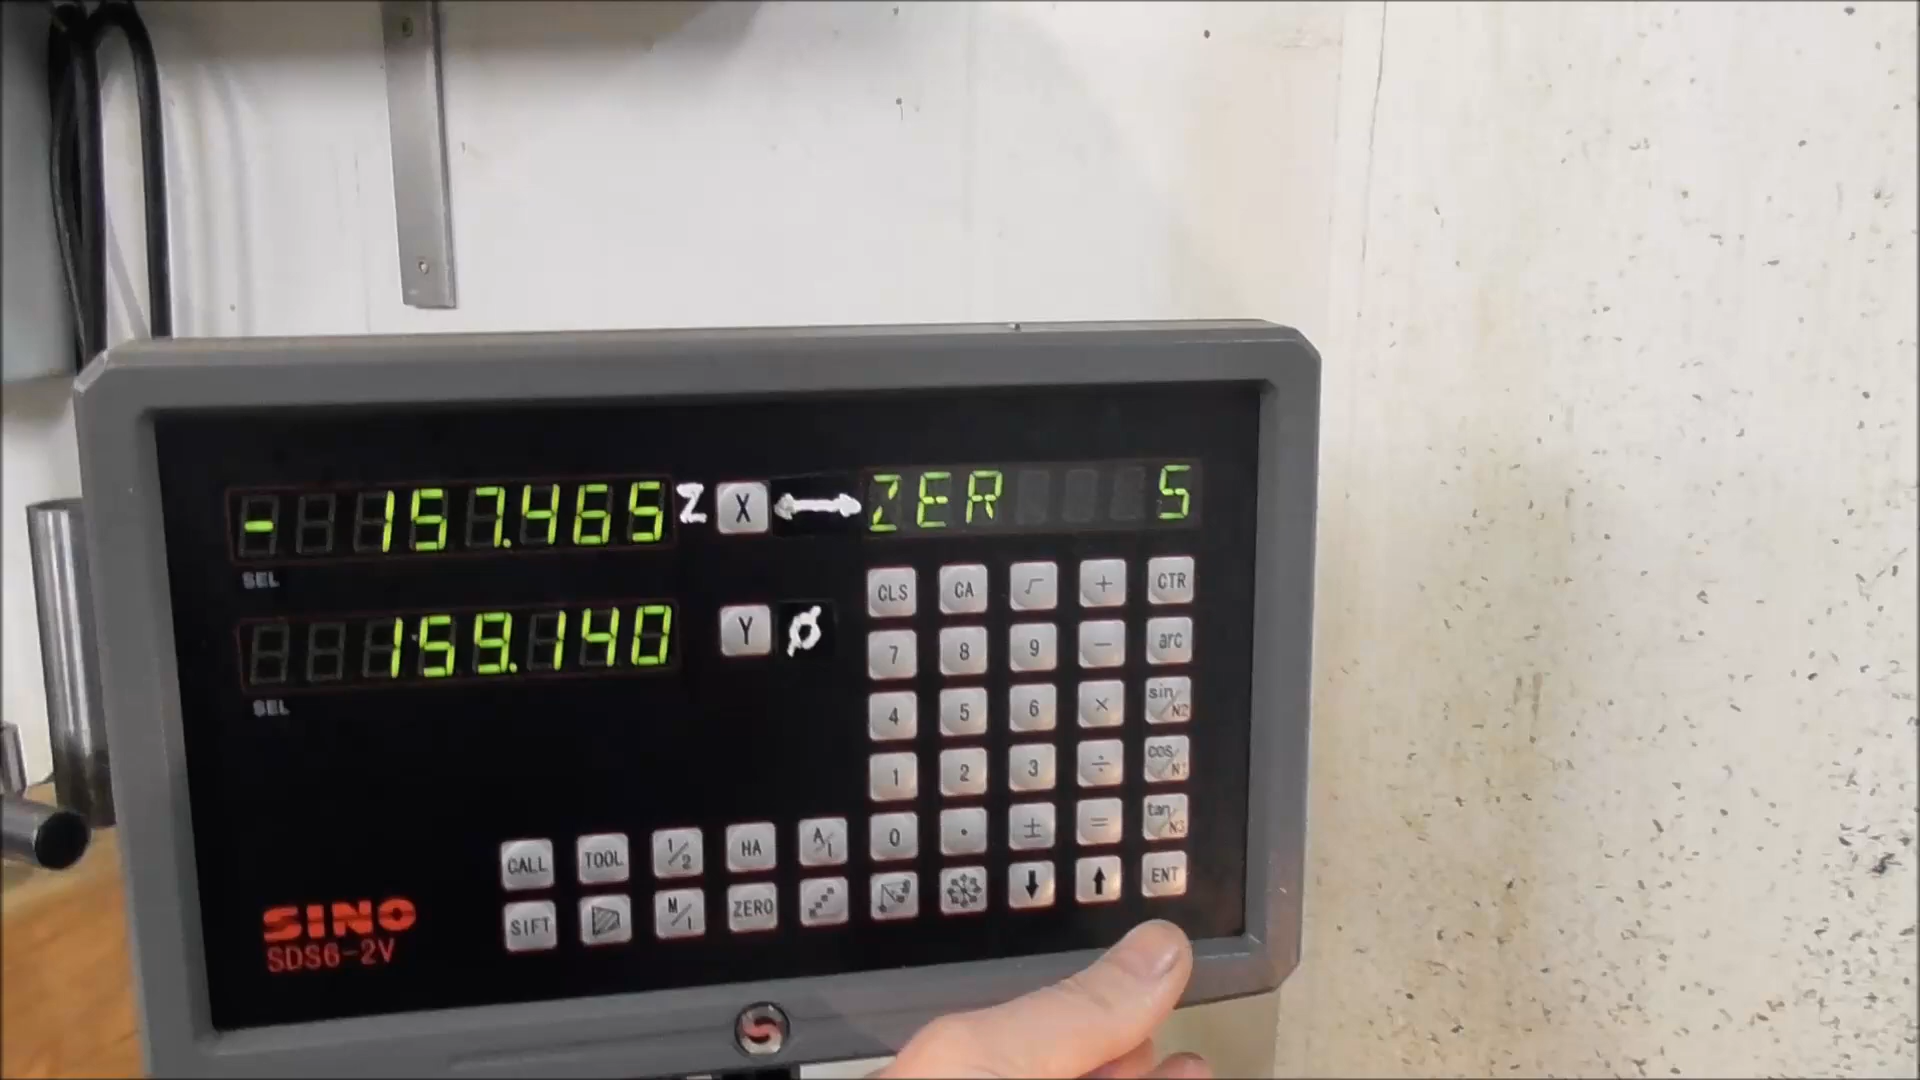 - 157.465 Z X ZER 5
SEL
159.140 Y ϕ
SEL
CLS CA √ + CTR
7 8 9 - arc
4 5 6 × sin/N2
1 2 3 ÷ cos/N1
CALL TOOL 1/2 HA A/I 0 . ± = tan/N3
SIFT M/I ZERO ↓ ↑ ENT
SINO
SDS6-2V